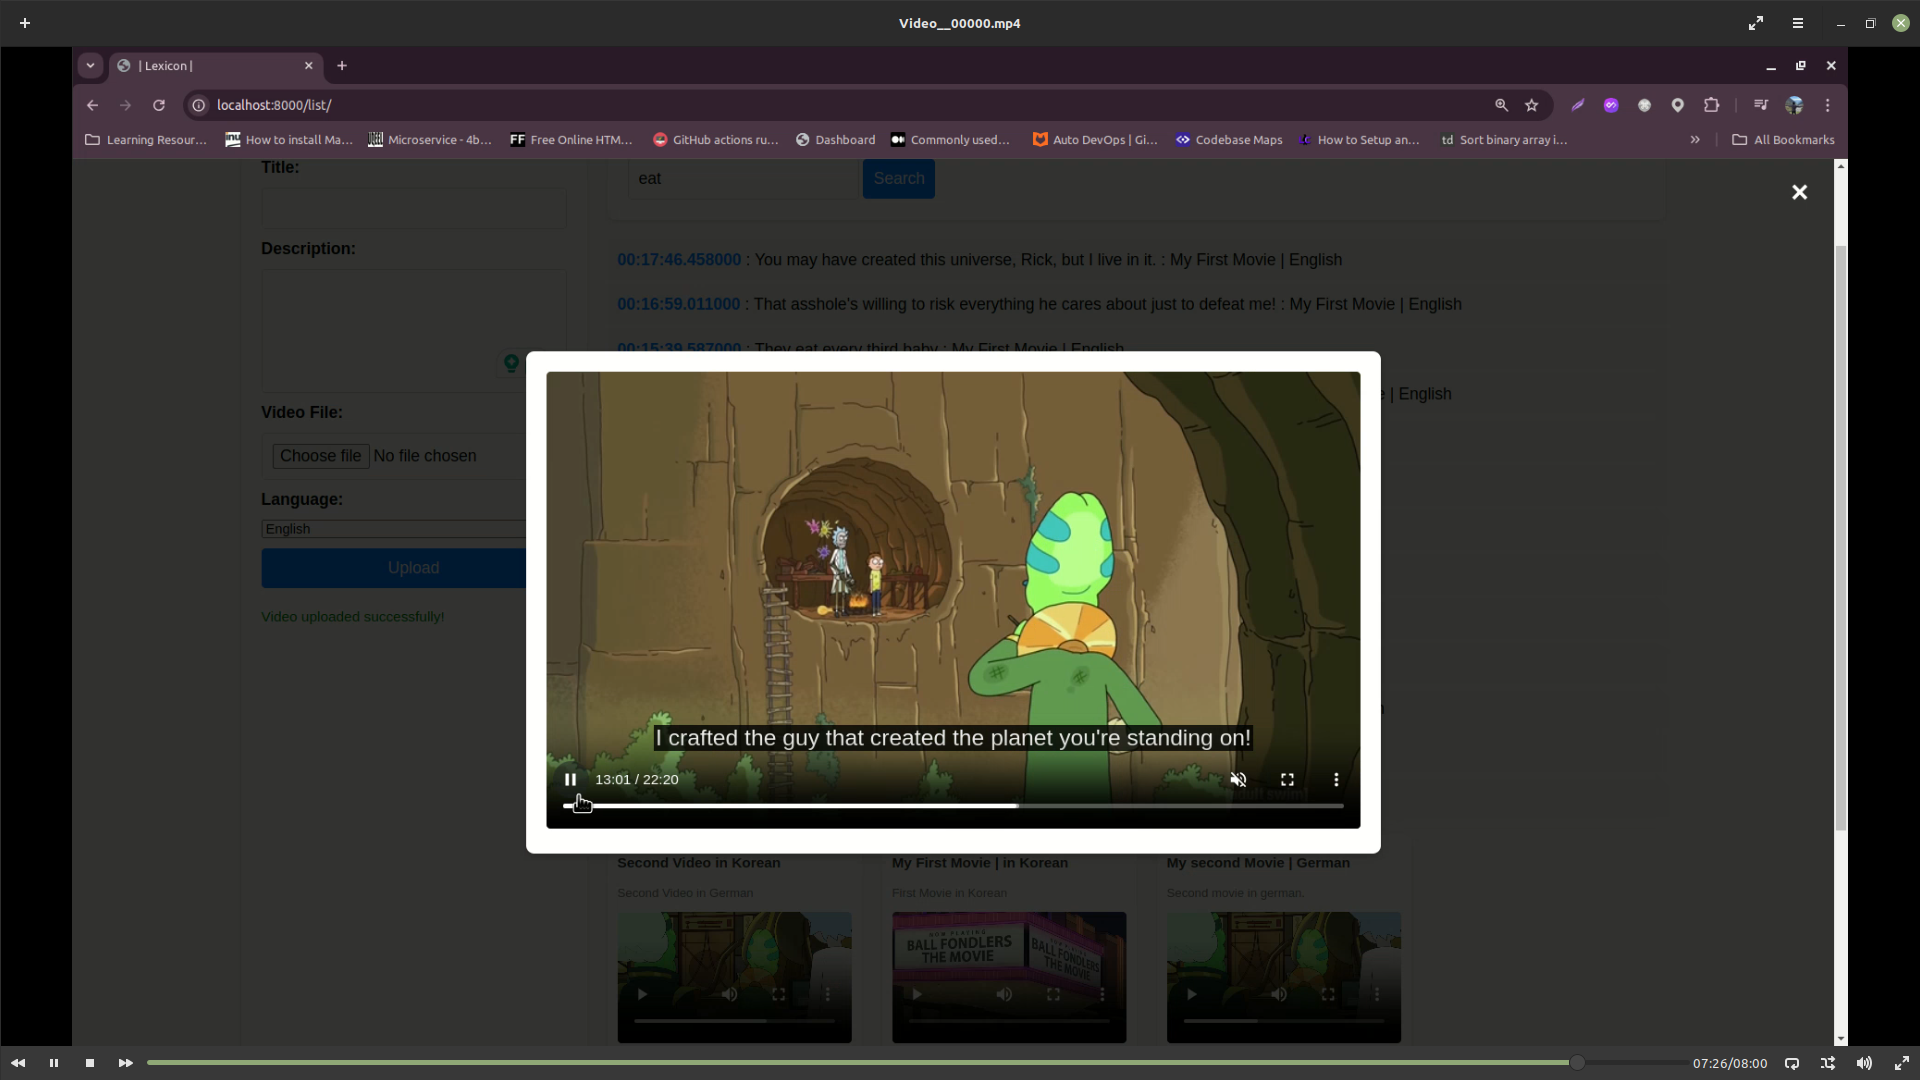 Video__00000.mp4
| Lexicon |
localhost:8000/list/
Learning Resour... How to install Ma... Microservice - 4b... FF Free Online HTM... GitHub actions ru... Dashboard Commonly used... Auto DevOps | Gi... Codebase Maps How to Setup an... td Sort binary array i... » All Bookmarks
Title:
eat Search
Description:
00:17:46.458000 : You may have created this universe, Rick, but I live in it. : My First Movie | English
00:16:59.011000 : That asshole's willing to risk everything he cares about just to defeat me! : My First Movie | English
00:15:39.587000 : They eat every third baby : My First Movie | English
| English
Video File:
Choose file No file chosen
Language:
English
Upload
Video uploaded successfully!
I crafted the guy that created the planet you're standing on!
13:01 / 22:20
Second Video in Korean My First Movie | in Korean My second Movie | German
Second Video in German First Movie in Korean Second movie in german.
NOW PLAYING
BALL FONDLERS
THE MOVIE
BALL FONDLERS
THE MOVIE
07:26/08:00